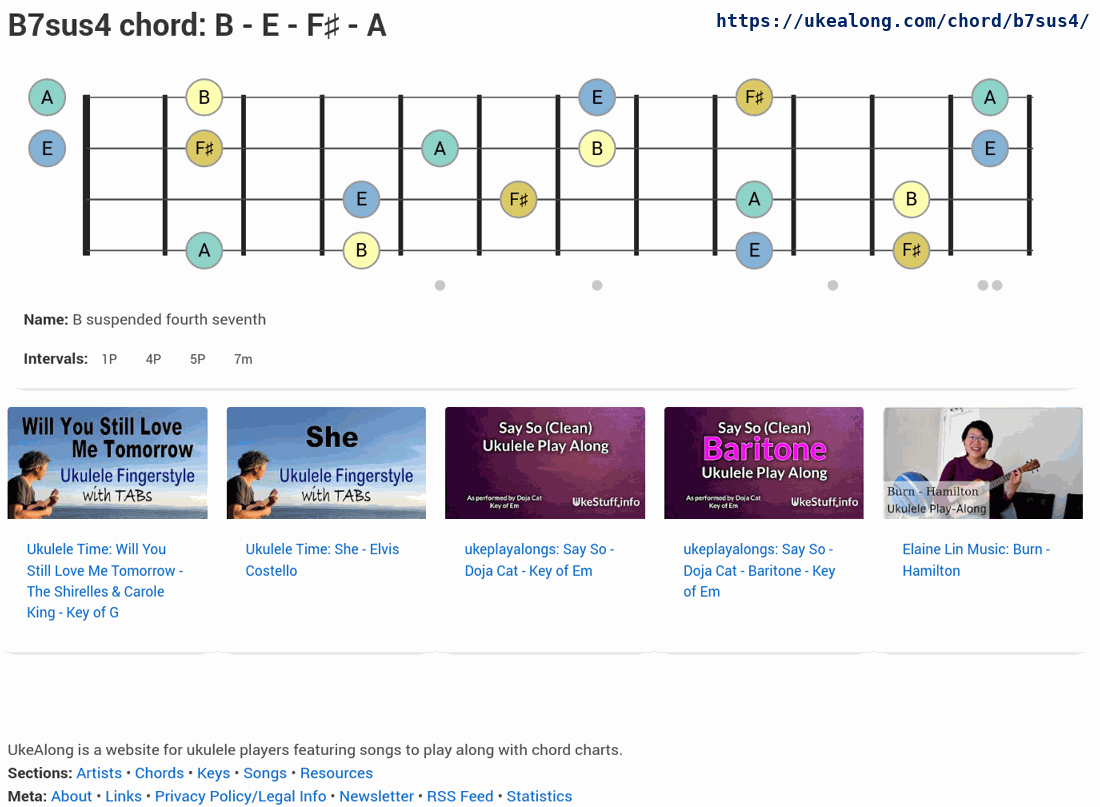 B7sus4 chord: B - E - F♯ - A
https://ukealong.com/chord/b7sus4/
A B E F♯ A
E F♯ A B E
E F♯ A B
A B E F♯
Name: B suspended fourth seventh
Intervals: 1P 4P 5P 7m
Will You Still Love
Me Tomorrow
Ukulele Fingerstyle
with TABs
She
Ukulele Fingerstyle
with TABs
Say So (Clean)
Ukulele Play Along
As performed by Doja Cat
Key of Em
UkeStuff.info
Say So (Clean)
Baritone
Ukulele Play Along
As performed by Doja Cat
Key of Em
UkeStuff.info
Burn - Hamilton
Ukulele Play-Along
Ukulele Time: Will You
Still Love Me Tomorrow -
The Shirelles & Carole
King - Key of G
Ukulele Time: She - Elvis
Costello
ukeplayalongs: Say So -
Doja Cat - Key of Em
ukeplayalongs: Say So -
Doja Cat - Baritone - Key
of Em
Elaine Lin Music: Burn -
Hamilton
UkeAlong is a website for ukulele players featuring songs to play along with chord charts.
Sections: Artists • Chords • Keys • Songs • Resources
Meta: About • Links • Privacy Policy/Legal Info • Newsletter • RSS Feed • Statistics